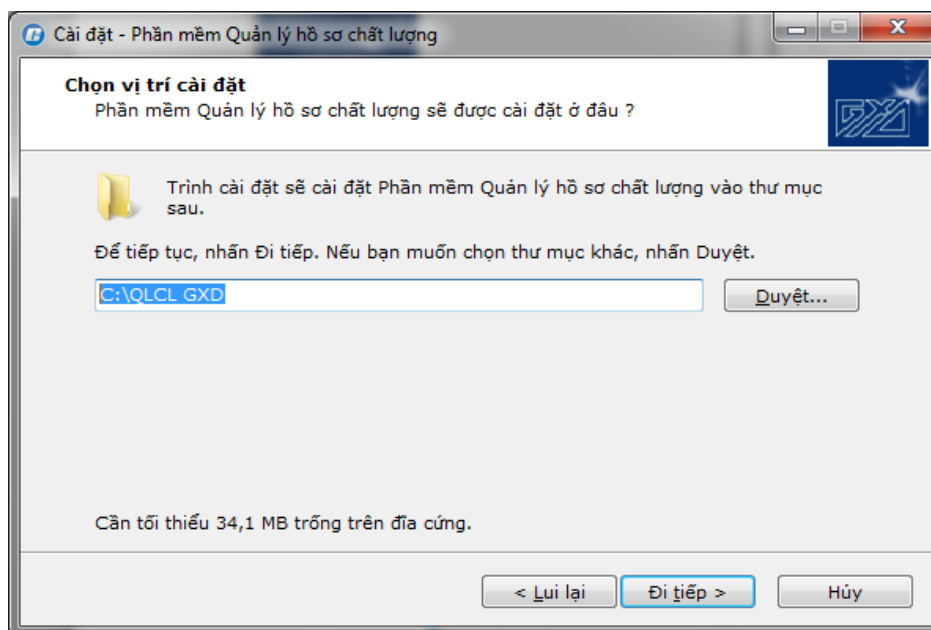 Cài đặt - Phần mềm Quản lý hồ sơ chất lượng
Chọn vị trí cài đặt
Phần mềm Quản lý hồ sơ chất lượng sẽ được cài đặt ở đâu ?
GXD
Trình cài đặt sẽ cài đặt Phần mềm Quản lý hồ sơ chất lượng vào thư mục
sau.
Để tiếp tục, nhấn Đi tiếp. Nếu bạn muốn chọn thư mục khác, nhấn Duyệt.
C:\QLCL GXD
Duyệt...
Cần tối thiểu 34,1 MB trống trên đĩa cứng.
< Lui lại
Đi tiếp >
Hủy